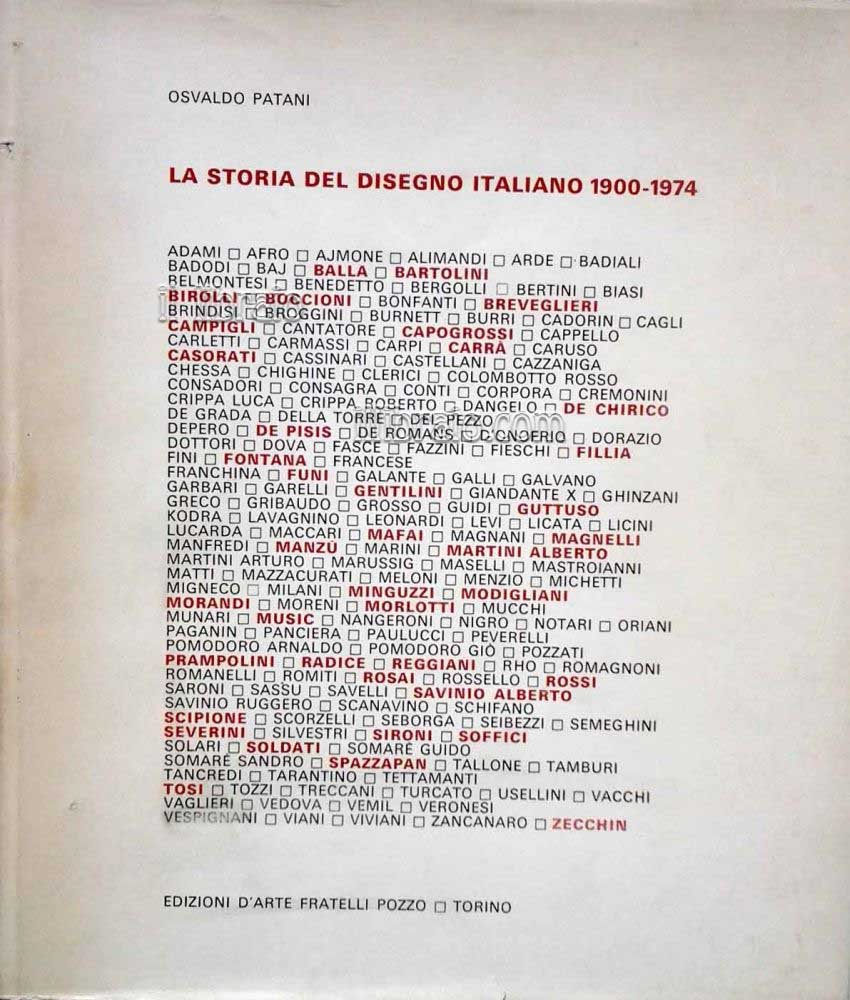 OSVALDO PATANI
LA STORIA DEL DISEGNO ITALIANO 1900-1974
ADAMI □ AFRO □ AJMONE □ ALIMANDI □ ARDE □ BADIALI
BADODI □ BAJ □ BALLA □ BARTOLINI
BELMONTESI □ BENEDETTO □ BERGOLLI □ BERTINI □ BIASI
BIROLLI □ BOCCIONI □ BONFANTI □ BREVEGLIERI
BRINDISI □ BROGGINI □ BURNETT □ BURRI □ CADORIN □ CAGLI
CAMPIGLI □ CANTATORE □ CAPOGROSSI □ CAPPELLO
CARLETTI □ CARMASSI □ CARPI □ CARRÀ □ CARUSO
CASORATI □ CASSINARI □ CASTELLANI □ CAZZANIGA
CHESSA □ CHIGHINE □ CLERICI □ COLOMBOTTO ROSSO
CONSADORI □ CONSAGRA □ CONTI □ CORPORA □ CREMONINI
CRIPPA LUCA □ CRIPPA ROBERTO □ DANGELO □ DE CHIRICO
DE GRADA □ DELLA TORRE □ DEL PEZZO
DEPERO □ DE PISIS □ DE ROMANS □ D'ONOFRIO □ DORAZIO
DOTTORI □ DOVA □ FASCE □ FAZZINI □ FIESCHI □ FILLIA
FINI □ FONTANA □ FRANCESE
FRANCHINA □ FUNI □ GALANTE □ GALLI □ GALVANO
GARBARI □ GARELLI □ GENTILINI □ GIANDANTE X □ GHINZANI
GRECO □ GRIBAUDO □ GROSSO □ GUIDI □ GUTTUSO
KODRA □ LAVAGNINO □ LEONARDI □ LEVI □ LICATA □ LICINI
LUCARDA □ MACCARI □ MAFAI □ MAGNANI □ MAGNELLI
MANFREDI □ MANZÙ □ MARINI □ MARTINI ALBERTO
MARTINI ARTURO □ MARUSSIG □ MASELLI □ MASTROIANNI
MATTI □ MAZZACURATI □ MELONI □ MENZIO □ MICHETTI
MIGNECO □ MILANI □ MINGUZZI □ MODIGLIANI
MORANDI □ MORENI □ MORLOTTI □ MUCCHI
MUNARI □ MUSIC □ NANGERONI □ NIGRO □ NOTARI □ ORIANI
PAGANIN □ PANCIERA □ PAULUCCI □ PEVERELLI
POMODORO ARNALDO □ POMODORO GIÒ □ POZZATI
PRAMPOLINI □ RADICE □ REGGIANI □ RHO □ ROMAGNONI
ROMANELLI □ ROMITI □ ROSAI □ ROSSELLO □ ROSSI
SARONI □ SASSU □ SAVELLI □ SAVINIO ALBERTO
SAVINIO RUGGERO □ SCANAVINO □ SCHIFANO
SCIPIONE □ SCORZELLI □ SEBORGA □ SEIBEZZI □ SEMEGHINI
SEVERINI □ SILVESTRI □ SIRONI □ SOFFICI
SOLARI □ SOLDATI □ SOMARÉ GUIDO
SOMARÉ SANDRO □ SPAZZAPAN □ TALLONE □ TAMBURI
TANCREDI □ TARANTINO □ TETTAMANTI
TOSI □ TOZZI □ TRECCANI □ TURCATO □ USELLINI □ VACCHI
VAGLIERI □ VEDOVA □ VEMIL □ VERONESI
VESPIGNANI □ VIANI □ VIVIANI □ ZANCANARO □ ZECCHIN
EDIZIONI D'ARTE FRATELLI POZZO □ TORINO